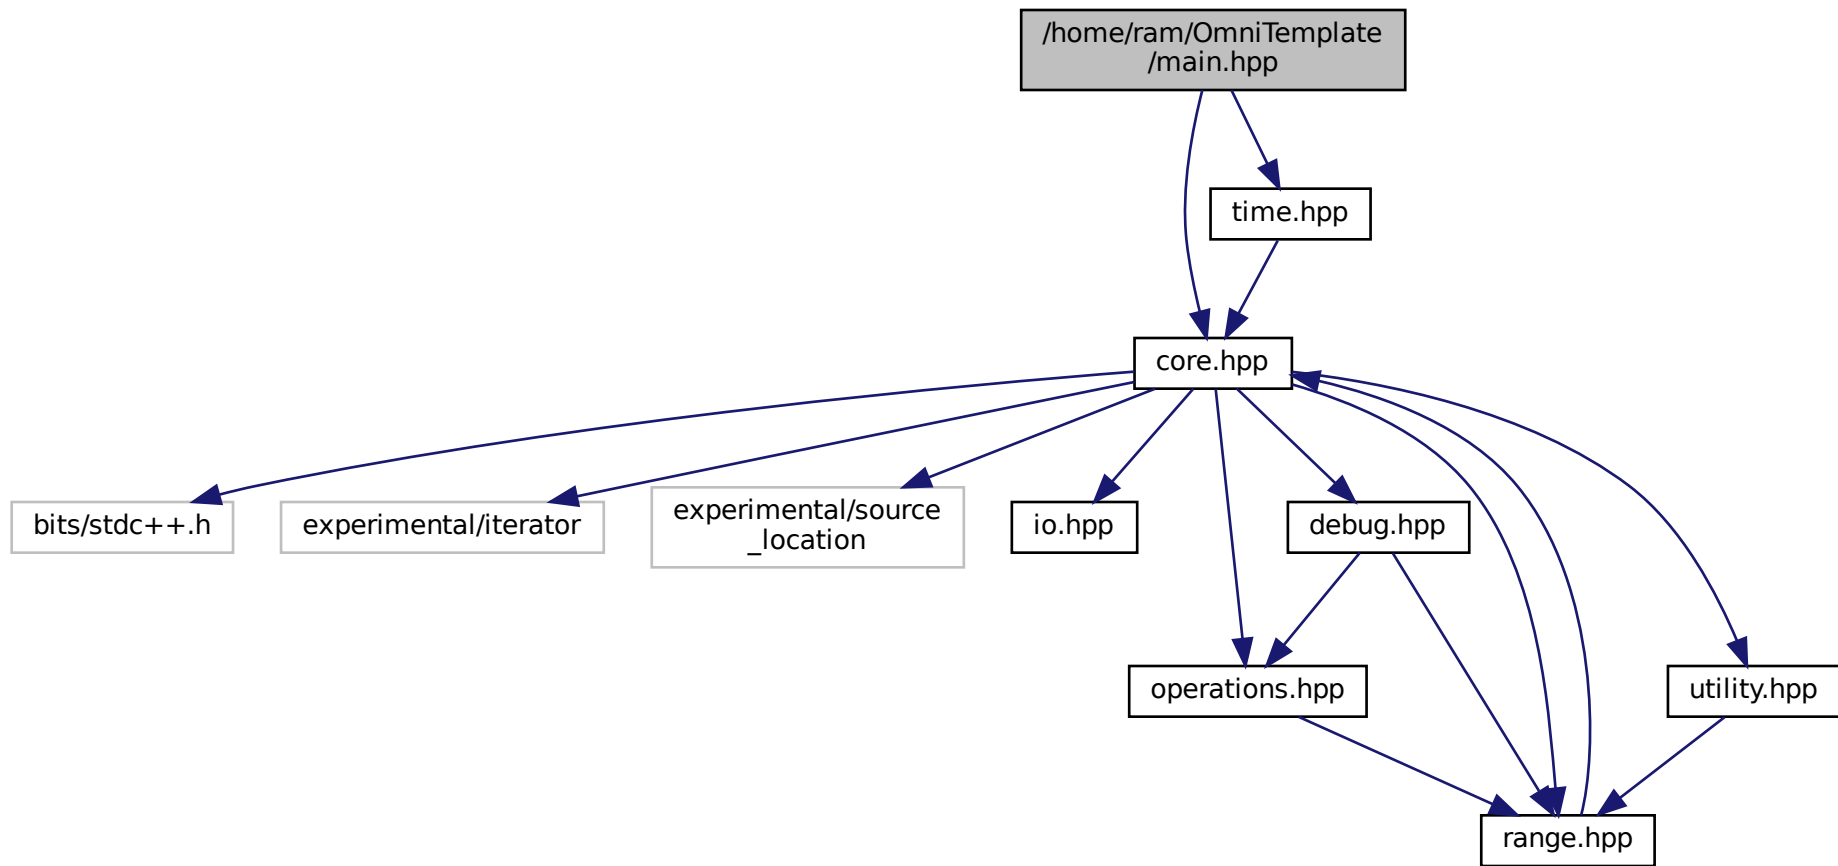 /home/ram/OmniTemplate
/main.hpp
time.hpp
core.hpp
bits/stdc++.h
experimental/iterator
experimental/source
_location
io.hpp
debug.hpp
operations.hpp
utility.hpp
range.hpp